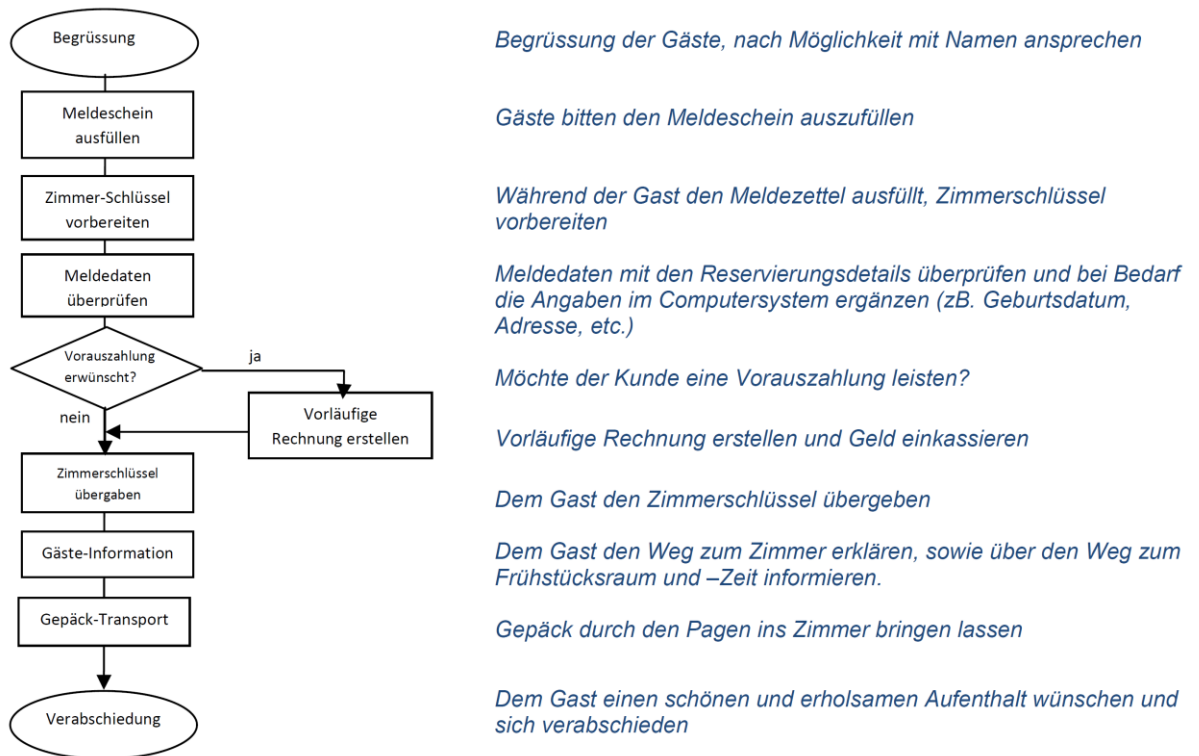 Begrüssung
Begrüssung der Gäste, nach Möglichkeit mit Namen ansprechen
Meldeschein
ausfüllen
Gäste bitten den Meldeschein auszufüllen
Zimmer-Schlüssel
vorbereiten
Während der Gast den Meldezettel ausfüllt, Zimmerschlüssel
vorbereiten
Meldedaten
überprüfen
Meldedaten mit den Reservierungsdetails überprüfen und bei Bedarf
die Angaben im Computersystem ergänzen (zB. Geburtsdatum,
Adresse, etc.)
Vorauszahlung
erwünscht?
ja
nein
Möchte der Kunde eine Vorauszahlung leisten?
Vorläufige
Rechnung erstellen
Vorläufige Rechnung erstellen und Geld einkassieren
Zimmerschlüssel
übergaben
Dem Gast den Zimmerschlüssel übergeben
Gäste-Information
Dem Gast den Weg zum Zimmer erklären, sowie über den Weg zum
Frühstücksraum und –Zeit informieren.
Gepäck-Transport
Gepäck durch den Pagen ins Zimmer bringen lassen
Verabschiedung
Dem Gast einen schönen und erholsamen Aufenthalt wünschen und
sich verabschieden